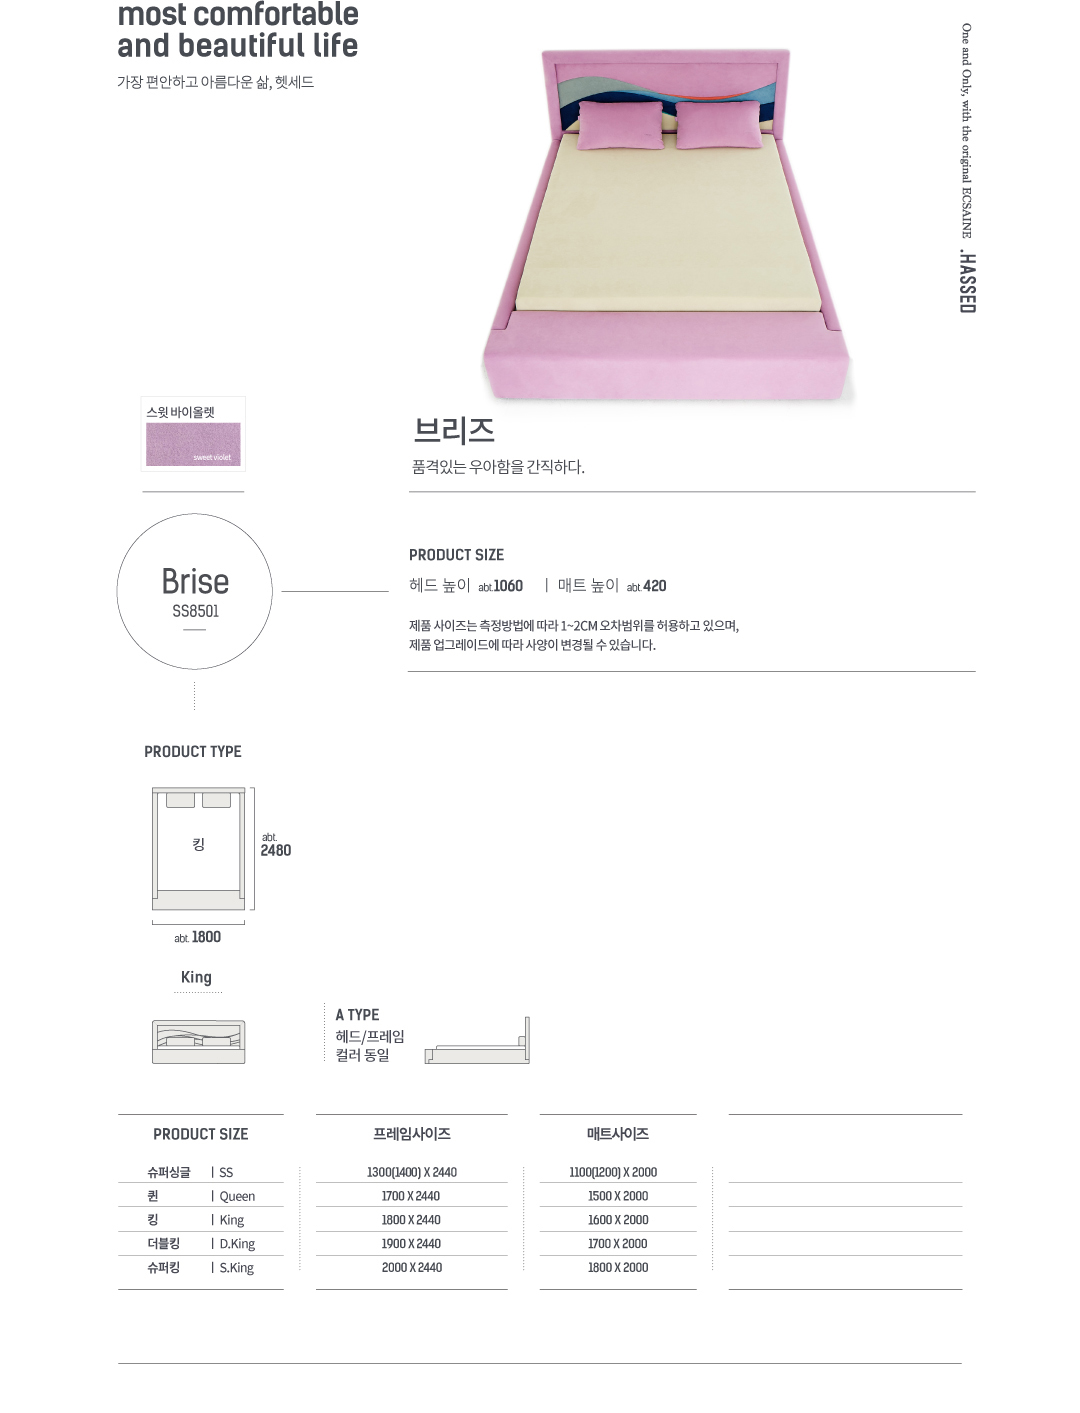 most comfortable
and beautiful life
가장 편안하고 아름다운 삶, 헷세드
One and Only, with the original ECSAINE .HASSED
스윗 바이올렛
sweet violet
브리즈
품격있는 우아함을 간직하다.
Brise
SS8501
PRODUCT SIZE
헤드 높이 abt.1060 | 매트 높이 abt.420
제품 사이즈는 측정방법에 따라 1~2CM 오차범위를 허용하고 있으며,
제품 업그레이드에 따라 사양이 변경될 수 있습니다.
PRODUCT TYPE
킹
abt.
2480
abt. 1800
King
A TYPE
헤드/프레임
컬러 동일
PRODUCT SIZE 프레임사이즈 매트사이즈
슈퍼싱글 | SS 1300(1400) X 2440 1100(1200) X 2000
퀸 | Queen 1700 X 2440 1500 X 2000
킹 | King 1800 X 2440 1600 X 2000
더블킹 | D.King 1900 X 2440 1700 X 2000
슈퍼킹 | S.King 2000 X 2440 1800 X 2000